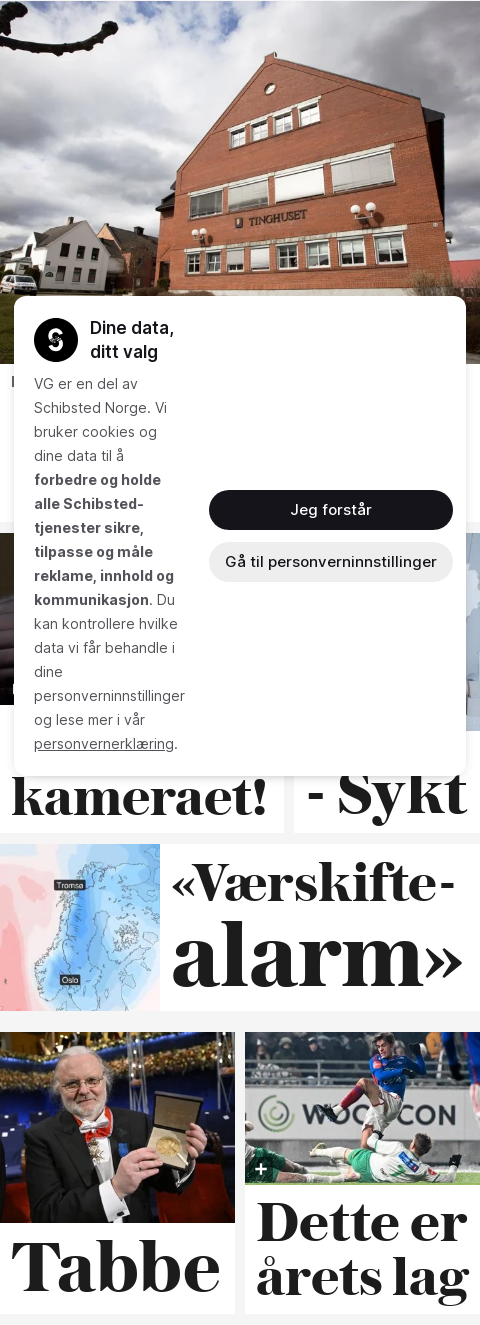 TINGHUSET
Dine data,
ditt valg
VG er en del av
Schibsted Norge. Vi
bruker cookies og
dine data til å
forbedre og holde
alle Schibsted-
tjenester sikre,
tilpasse og måle
reklame, innhold og
kommunikasjon. Du
kan kontrollere hvilke
data vi får behandle i
dine
personverninnstillinger
og lese mer i vår
personvernerklæring.
Jeg forstår
Gå til personverninnstillinger
kameraet!
- Sykt
«Værskifte-
alarm»
Tromsø
Oslo
Tabbe
Dette er
årets lag